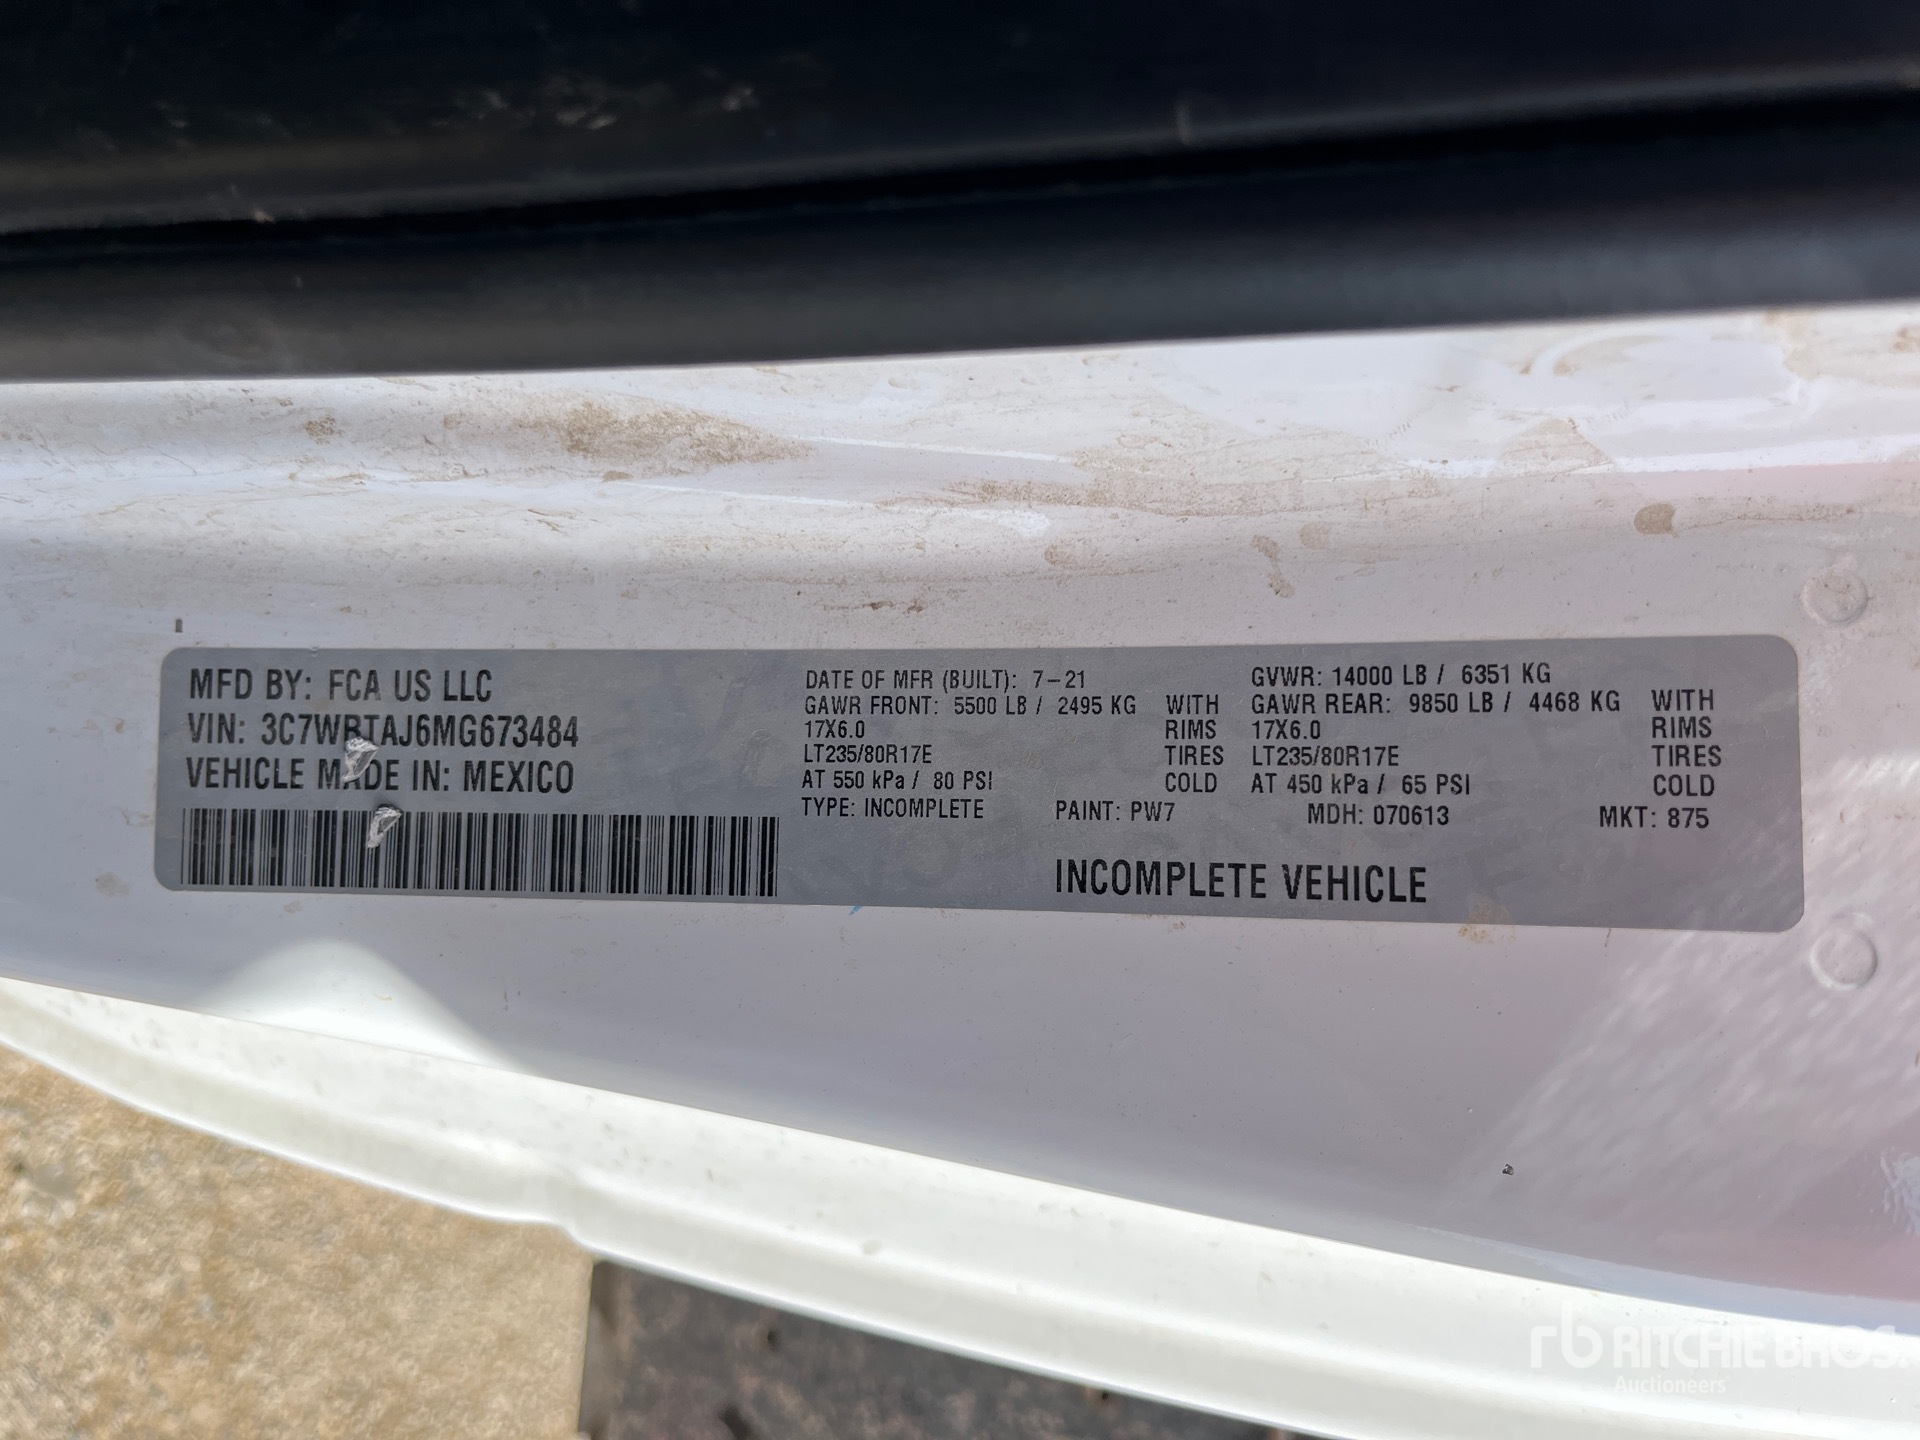 MFD BY: FCA US LLC
VIN: 3C7WRTAJ6MG673484
VEHICLE MADE IN: MEXICO
DATE OF MFR (BUILT): 7-21 GVWR: 14000 LB / 6351 KG
GAWR FRONT: 5500 LB / 2495 KG WITH GAWR REAR: 9850 LB / 4468 KG WITH
17X6.0 RIMS 17X6.0 RIMS
LT235/80R17E TIRES LT235/80R17E TIRES
AT 550 kPa / 80 PSI COLD AT 450 kPa / 65 PSI COLD
TYPE: INCOMPLETE PAINT: PW7 MDH: 070613 MKT: 875
INCOMPLETE VEHICLE
rb RITCHIE BROS.
Auctioneers